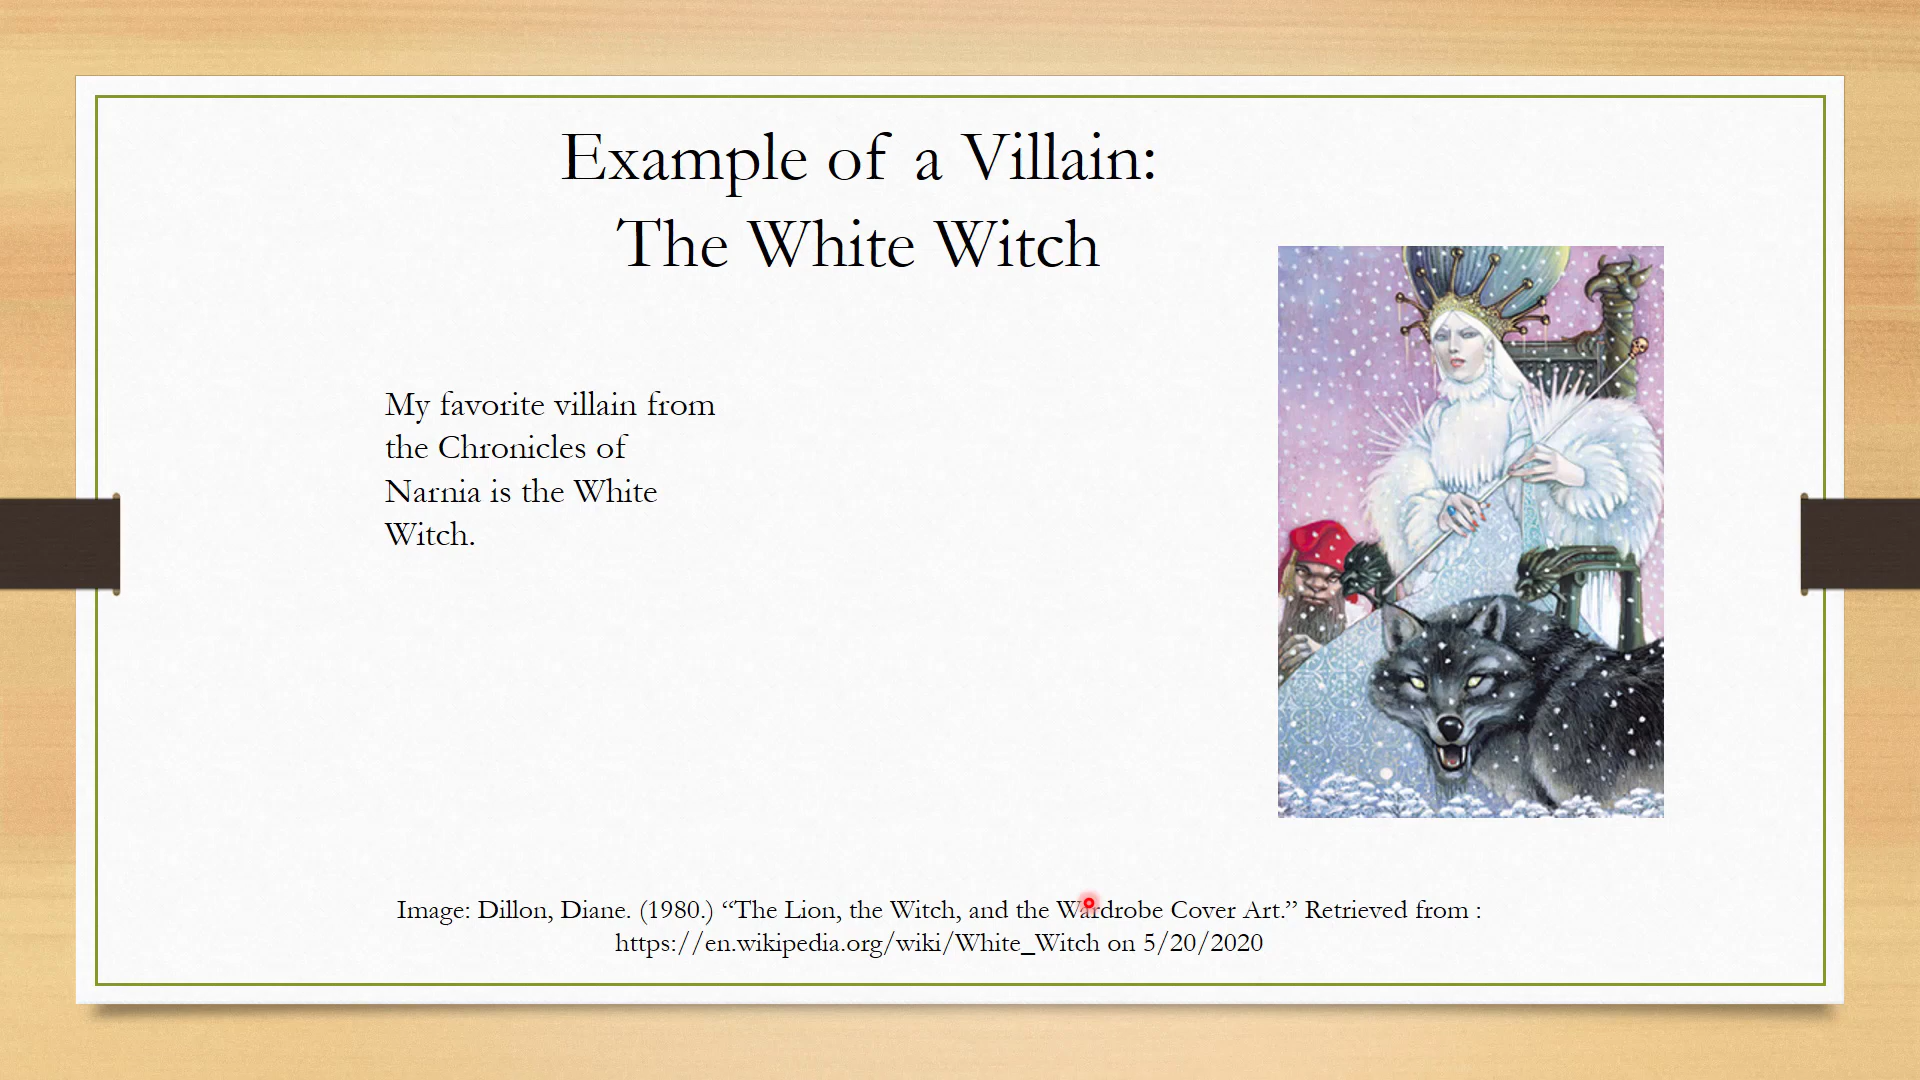 Example of a Villain:
The White Witch
My favorite villain from
the Chronicles of
Narnia is the White
Witch.
Image: Dillon, Diane. (1980.) “The Lion, the Witch, and the Wardrobe Cover Art.” Retrieved from :
https://en.wikipedia.org/wiki/White_Witch on 5/20/2020